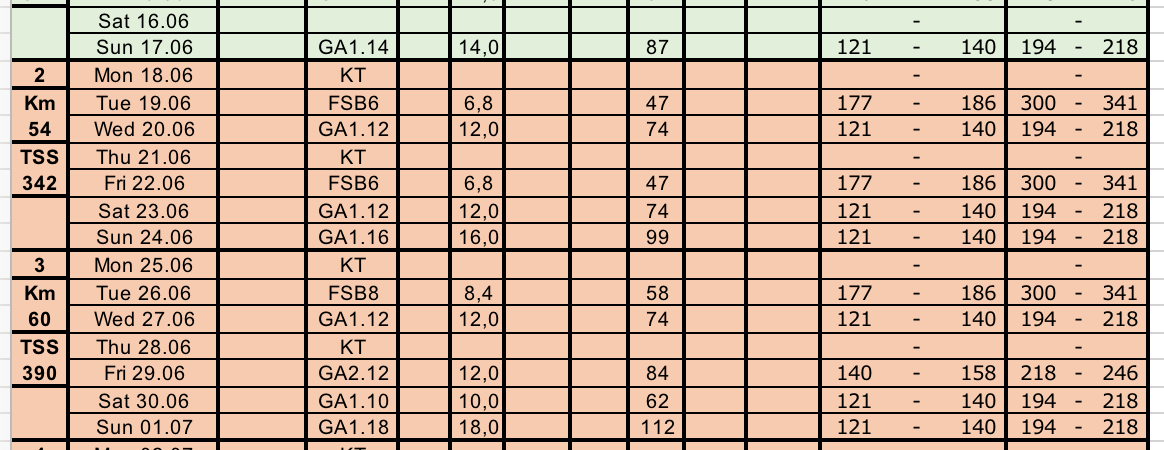 Sat 16.06 - -
Sun 17.06 GA1.14 14,0 87 121 - 140 194 - 218
2 Mon 18.06 KT - -
Km Tue 19.06 FSB6 6,8 47 177 - 186 300 - 341
54 Wed 20.06 GA1.12 12,0 74 121 - 140 194 - 218
TSS Thu 21.06 KT - -
342 Fri 22.06 FSB6 6,8 47 177 - 186 300 - 341
Sat 23.06 GA1.12 12,0 74 121 - 140 194 - 218
Sun 24.06 GA1.16 16,0 99 121 - 140 194 - 218
3 Mon 25.06 KT - -
Km Tue 26.06 FSB8 8,4 58 177 - 186 300 - 341
60 Wed 27.06 GA1.12 12,0 74 121 - 140 194 - 218
TSS Thu 28.06 KT - -
390 Fri 29.06 GA2.12 12,0 84 140 - 158 218 - 246
Sat 30.06 GA1.10 10,0 62 121 - 140 194 - 218
Sun 01.07 GA1.18 18,0 112 121 - 140 194 - 218